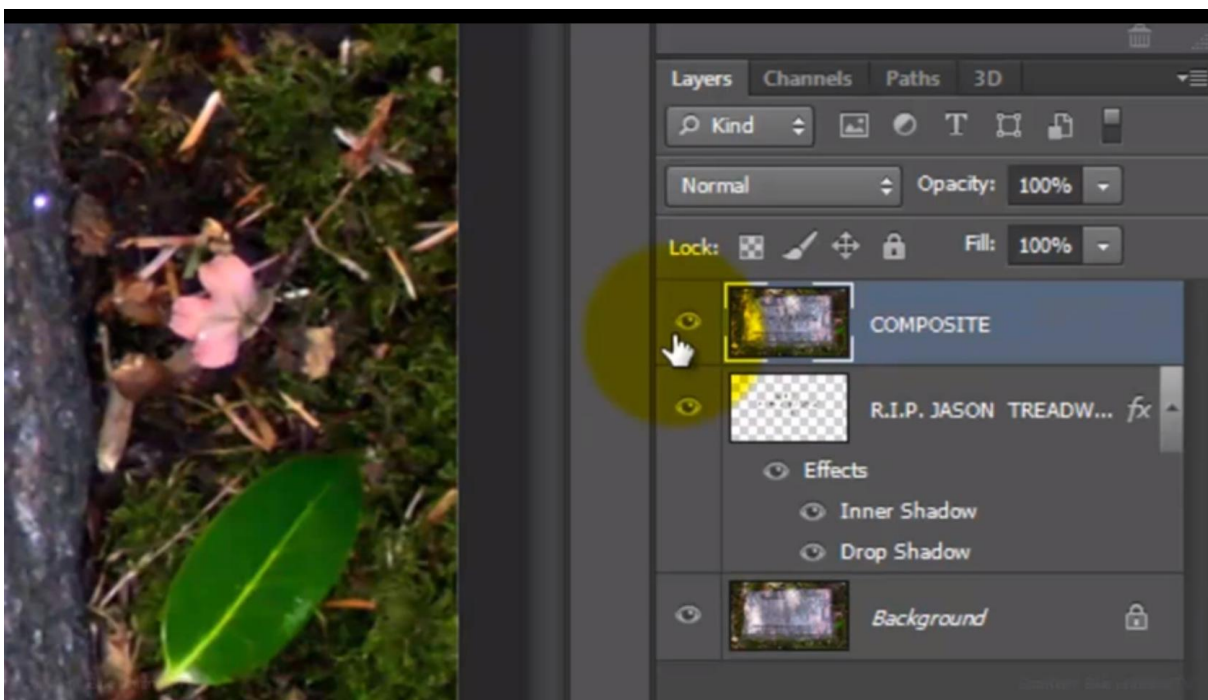 Layers Channels Paths 3D
Kind
Normal Opacity: 100%
Lock: Fill: 100%
COMPOSITE
R.I.P. JASON TREADW... fx
Effects
Inner Shadow
Drop Shadow
Background